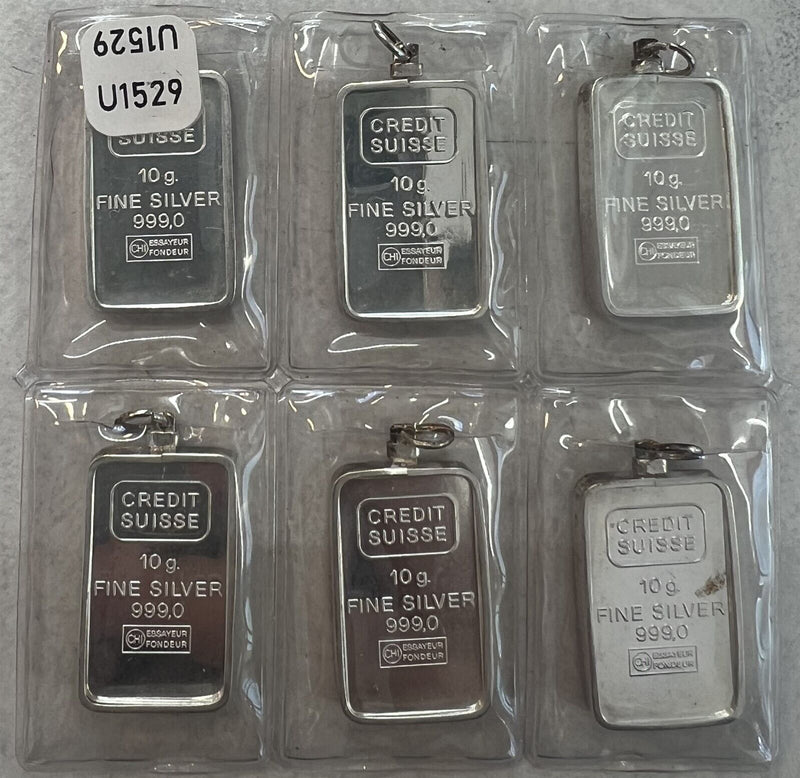 U1529
U1529
SUISSE
10 g.
FINE SILVER
999,0
CHI ESSAYEUR
FONDEUR
CREDIT
SUISSE
10 g.
FINE SILVER
999,0
CHI ESSAYEUR
FONDEUR
CREDIT
SUISSE
10 g.
FINE SILVER
999,0
CHI ESSAYEUR
FONDEUR
CREDIT
SUISSE
10 g.
FINE SILVER
999,0
CHI ESSAYEUR
FONDEUR
CREDIT
SUISSE
10 g.
FINE SILVER
999,0
CHI ESSAYEUR
FONDEUR
CREDIT
SUISSE
10 g.
FINE SILVER
999,0
CHI ESSAYEUR
FONDEUR